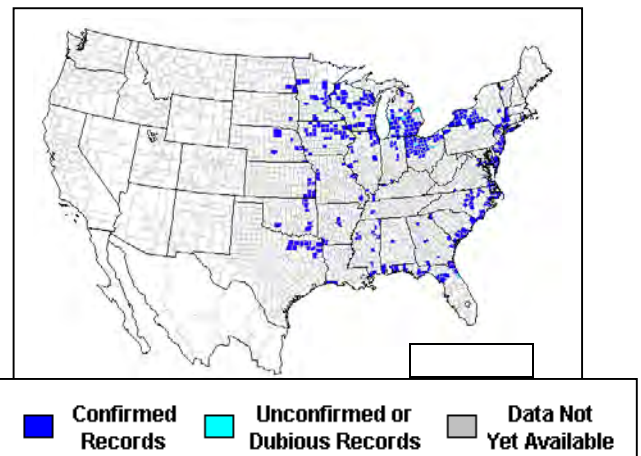 Confirmed Records
Unconfirmed or Dubious Records
Data Not Yet Available